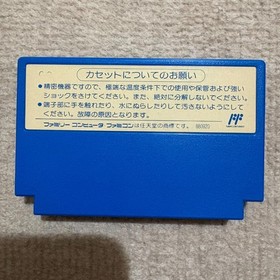 カセットについてのお願い
●精密機器ですので、極端な温度条件下での使用や保管および強い
ショックをさけてください。また、絶対に分解しないでください。
●端子部に手を触れたり、水にぬらしたりして汚さないようにして
ください。故障の原因となります。
ファミリーコンピュータ ファミコンは任天堂の商標です。